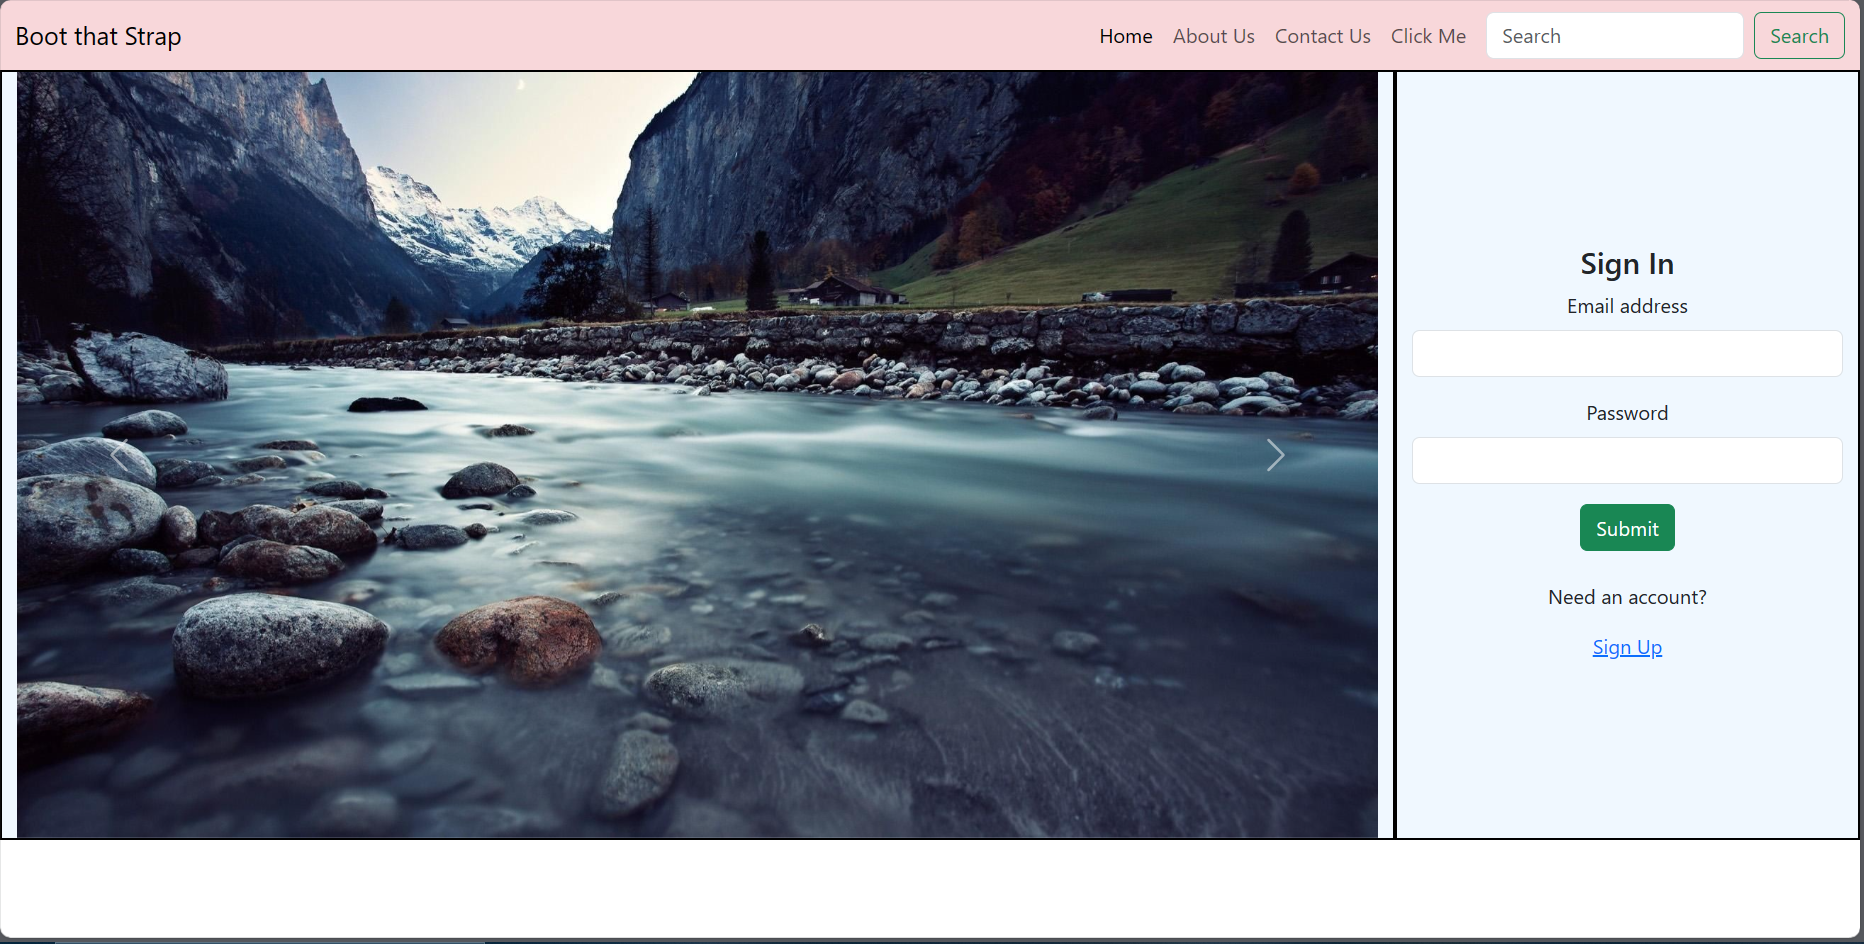 Boot that Strap
Home About Us Contact Us Click Me Search Search
Sign In
Email address
Password
Submit
Need an account?
Sign Up